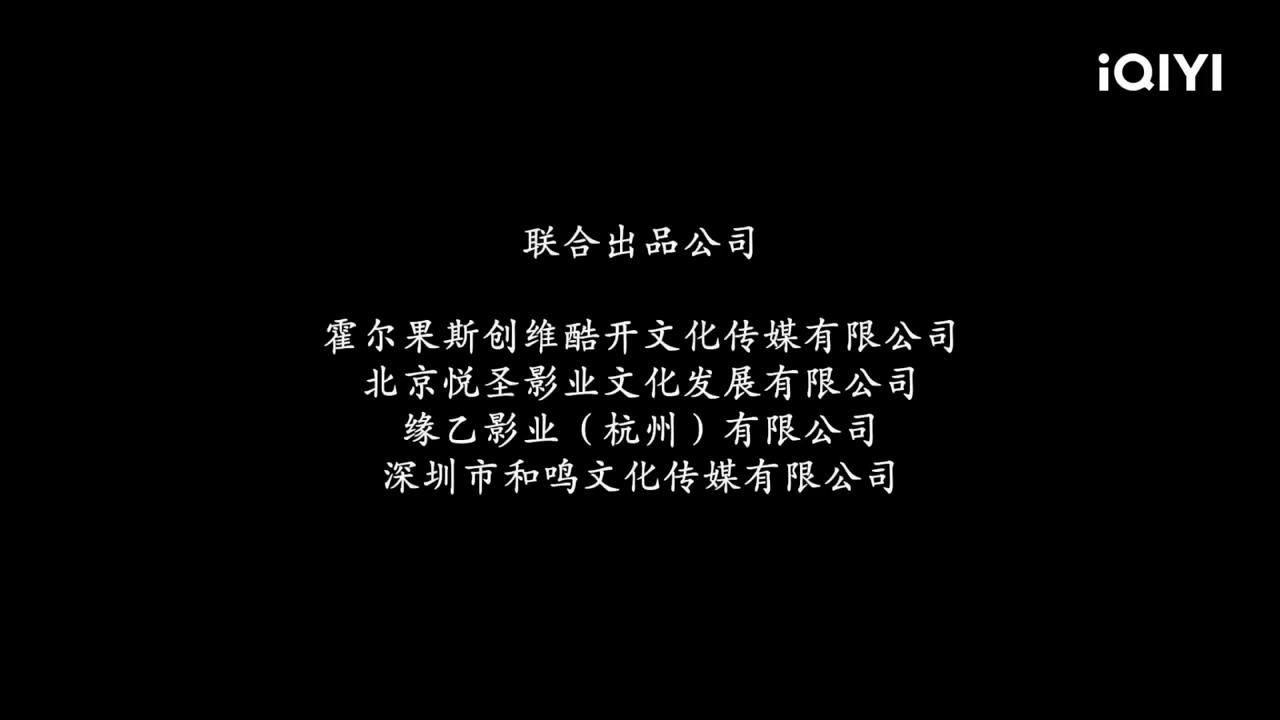 iQIYI
联合出品公司
霍尔果斯创维酷开文化传媒有限公司
北京悦圣影业文化发展有限公司
缘乙影业（杭州）有限公司
深圳市和鸣文化传媒有限公司